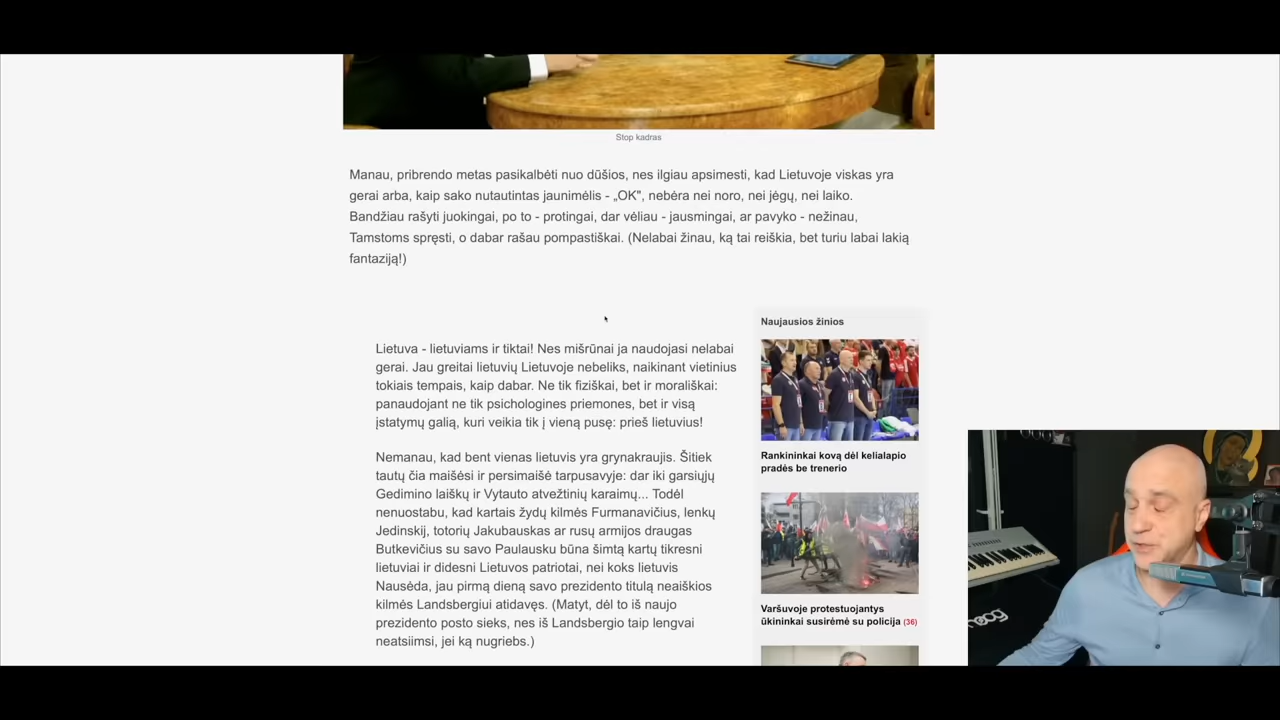 Stop kadras
Manau, pribrendo metas pasikalbėti nuo dūšios, nes ilgiau apsimesti, kad Lietuvoje viskas yra
gerai arba, kaip sako nutautintas jaunimėlis - „OK", nebėra nei noro, nei jėgų, nei laiko.
Bandžiau rašyti juokingai, po to - protingai, dar vėliau - jausmingai, ar pavyko - nežinau,
Tamstoms spręsti, o dabar rašau pompastiškai. (Nelabai žinau, ką tai reiškia, bet turiu labai lakią
fantaziją!)
Lietuva - lietuviams ir tiktai! Nes mišrūnai ja naudojasi nelabai
gerai. Jau greitai lietuvių Lietuvoje nebeliks, naikinant vietinius
tokiais tempais, kaip dabar. Ne tik fiziškai, bet ir morališkai:
panaudojant ne tik psichologines priemones, bet ir visą
įstatymų galią, kuri veikia tik į vieną pusę: prieš lietuvius!
Nemanau, kad bent vienas lietuvis yra grynakraujis. Šitiek
tautų čia maišėsi ir persimaišė tarpusavyje: dar iki garsiųjų
Gedimino laiškų ir Vytauto atvežtinių karaimų... Todėl
nenuostabu, kad kartais žydų kilmės Furmanavičius, lenkų
Jedinskij, totorių Jakubauskas ar rusų armijos draugas
Butkevičius su savo Paulausku būna šimtą kartų tikresni
lietuviai ir didesni Lietuvos patriotai, nei koks lietuvis
Nausėda, jau pirmą dieną savo prezidento titulą neaiškios
kilmės Landsbergiui atidavęs. (Matyt, dėl to iš naujo
prezidento posto sieks, nes iš Landsbergio taip lengvai
neatsiimsi, jei ką nugriebs.)
Naujausios žinios
Rankininkai kovą dėl kelialapio
pradės be trenerio
Varšuvoje protestuojantys
ūkininkai susirėmė su policija (36)
moog